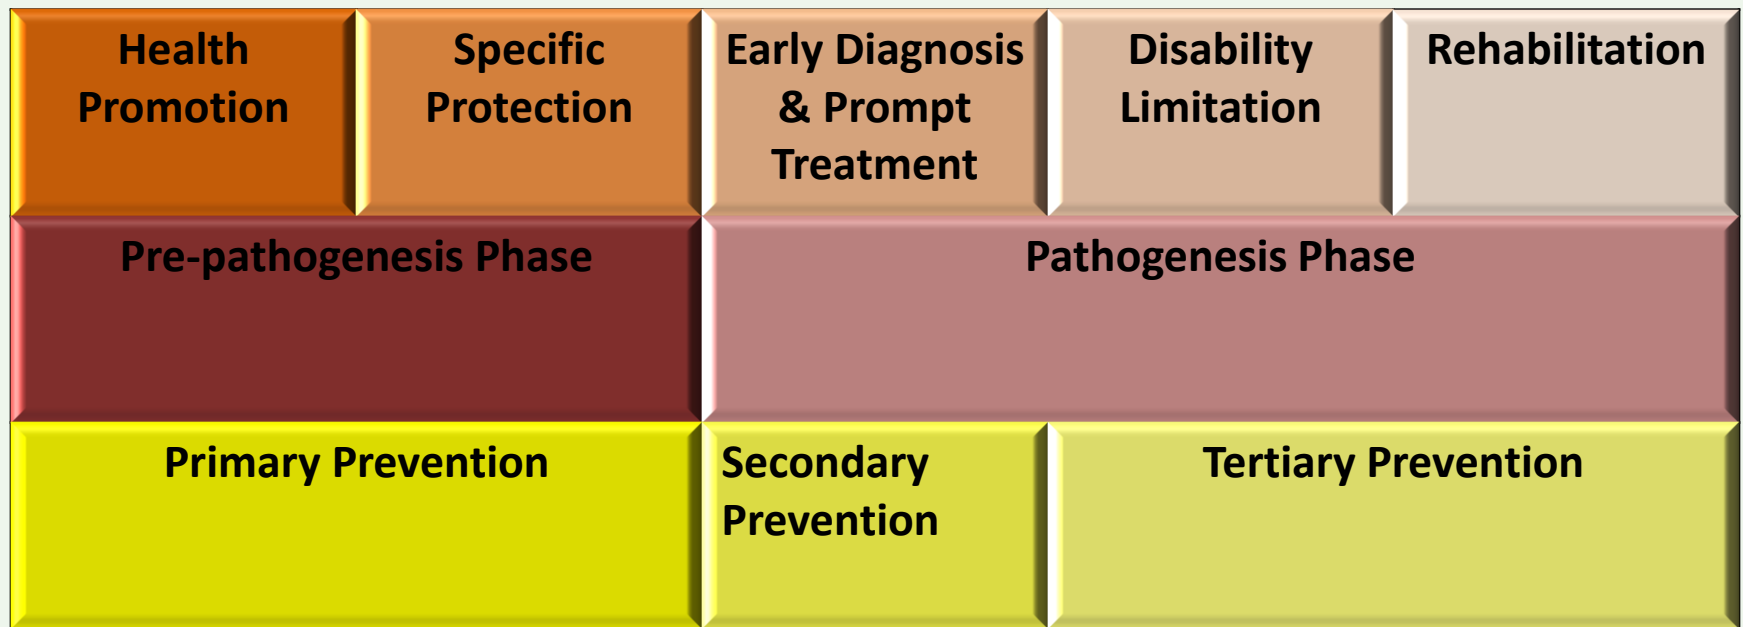 Health
Promotion
Specific
Protection
Early Diagnosis
& Prompt
Treatment
Disability
Limitation
Rehabilitation
Pre-pathogenesis Phase
Pathogenesis Phase
Primary Prevention
Secondary
Prevention
Tertiary Prevention